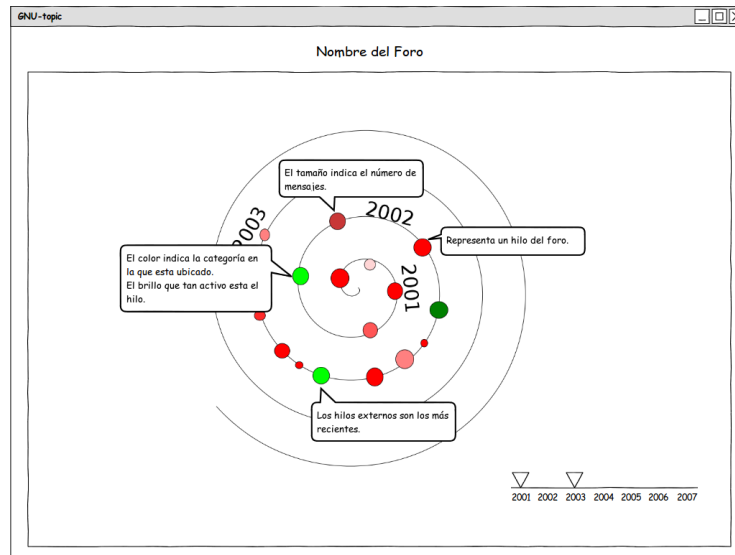 GNU-topic
Nombre del Foro
El tamaño indica el número de
mensajes.
2002
2003
Representa un hilo del foro.
El color indica la categoría en
la que esta ubicado.
El brillo que tan activo esta el
hilo.
2001
Los hilos externos son los más
recientes.
2001 2002 2003 2004 2005 2006 2007